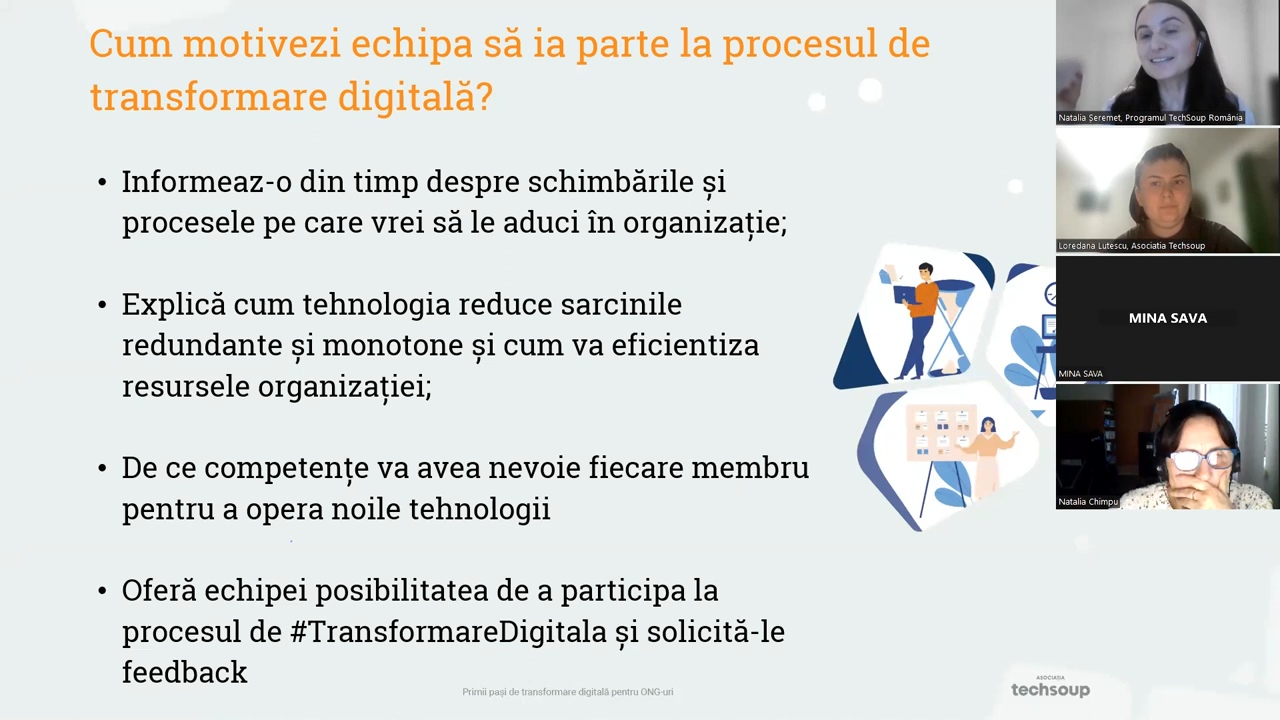 Cum motivezi echipa să ia parte la procesul de
transformare digitală?
• Informeaz-o din timp despre schimbările și
procesele pe care vrei să le aduci în organizație;
• Explică cum tehnologia reduce sarcinile
redundante și monotone și cum va eficientiza
resursele organizației;
• De ce competențe va avea nevoie fiecare membru
pentru a opera noile tehnologii
• Oferă echipei posibilitatea de a participa la
procesul de #TransformareDigitala și solicită-le
feedback
Primii pași de transformare digitală pentru ONG-uri
ASOCIAȚIA
techsoup
Natalia Șeremet, Programul TechSoup România
Loredana Lutescu, Asociatia Techsoup
MINA SAVA
MINA SAVA
Natalia Chimpu